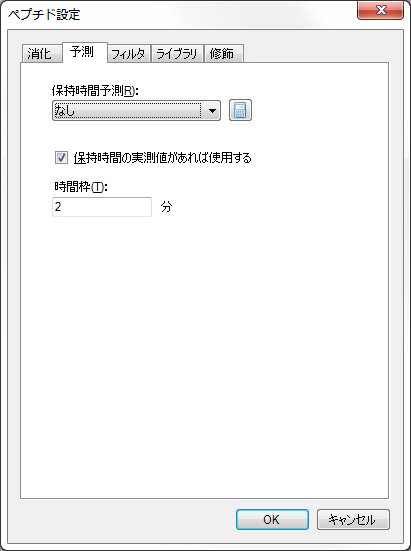 ペプチド設定
消化
予測
フィルタ
ライブラリ
修飾
保持時間予測(R):
なし
保持時間の実測値があれば使用する
時間枠(T):
2
分
OK
キャンセル